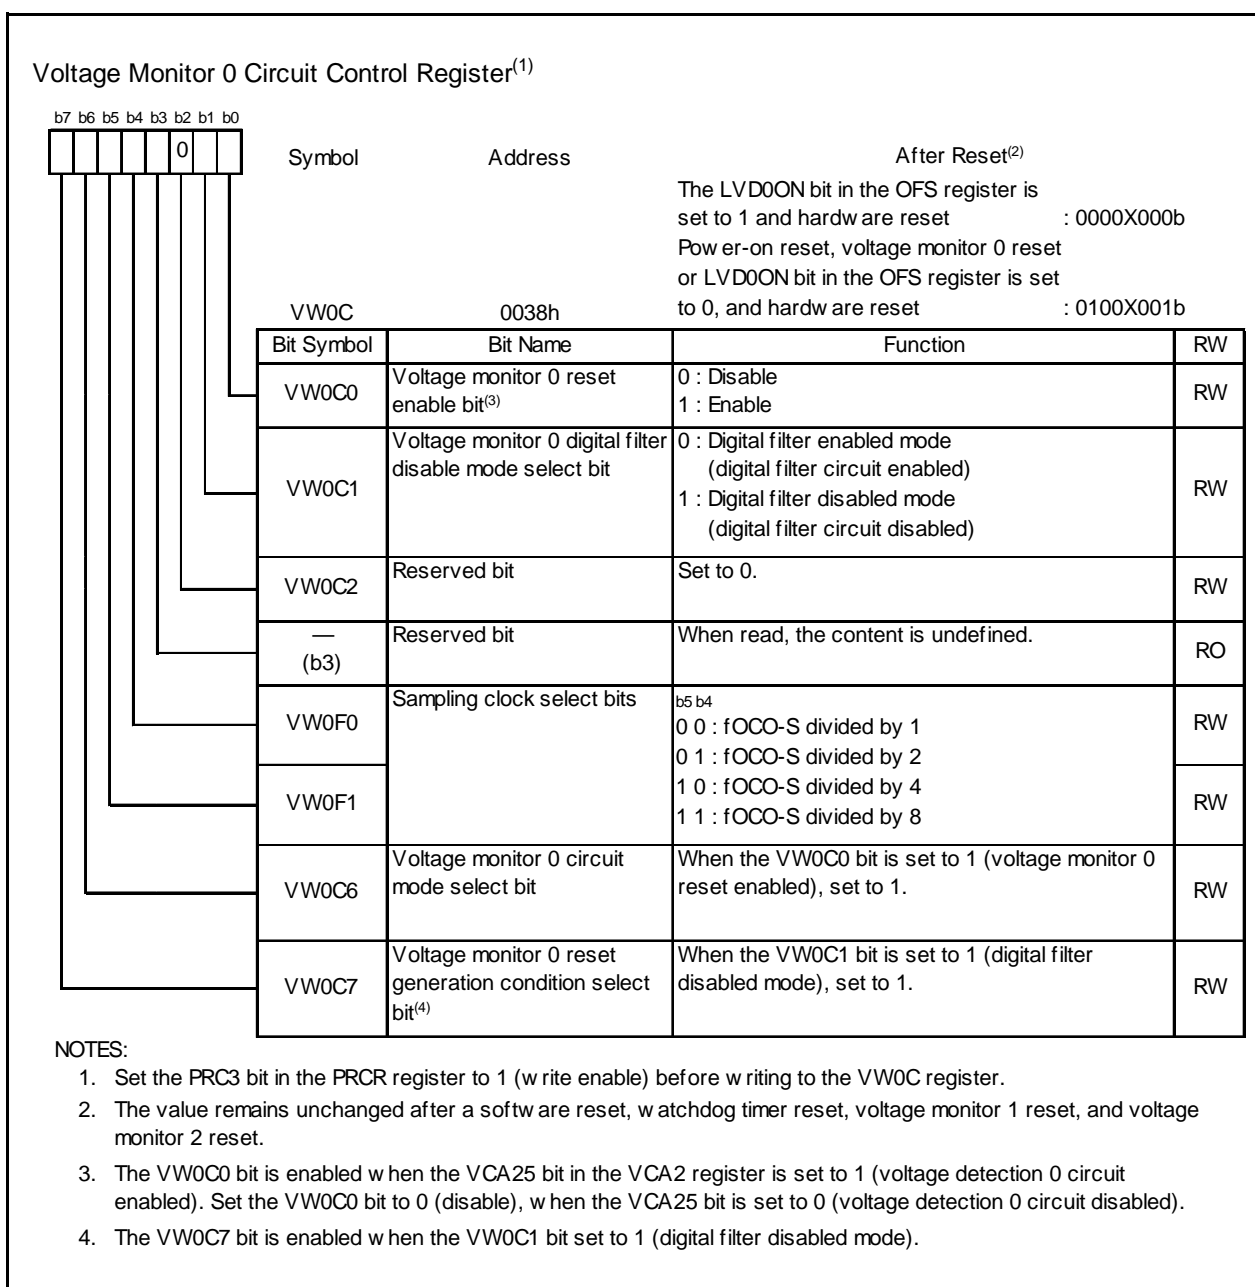 Voltage Monitor 0 Circuit Control Register(1)
b7 b6 b5 b4 b3 b2 b1 b0
0
Symbol Address After Reset(2)
The LVD0ON bit in the OFS register is
set to 1 and hardware reset : 0000X000b
Power-on reset, voltage monitor 0 reset
or LVD0ON bit in the OFS register is set
VW0C 0038h to 0, and hardware reset : 0100X001b
Bit Symbol Bit Name Function RW
VW0C0 Voltage monitor 0 reset 0 : Disable RW
enable bit(3) 1 : Enable
Voltage monitor 0 digital filter 0 : Digital filter enabled mode
disable mode select bit (digital filter circuit enabled)
VW0C1 1 : Digital filter disabled mode RW
(digital filter circuit disabled)
VW0C2 Reserved bit Set to 0. RW
— Reserved bit When read, the content is undefined. RO
(b3)
Sampling clock select bits b5 b4
VW0F0 0 0 : fOCO-S divided by 1 RW
0 1 : fOCO-S divided by 2
VW0F1 1 0 : fOCO-S divided by 4 RW
1 1 : fOCO-S divided by 8
Voltage monitor 0 circuit When the VW0C0 bit is set to 1 (voltage monitor 0
VW0C6 mode select bit reset enabled), set to 1. RW
Voltage monitor 0 reset When the VW0C1 bit is set to 1 (digital filter
VW0C7 generation condition select disabled mode), set to 1. RW
bit(4)
NOTES:
1. Set the PRC3 bit in the PRCR register to 1 (write enable) before writing to the VW0C register.
2. The value remains unchanged after a software reset, watchdog timer reset, voltage monitor 1 reset, and voltage
monitor 2 reset.
3. The VW0C0 bit is enabled when the VCA25 bit in the VCA2 register is set to 1 (voltage detection 0 circuit
enabled). Set the VW0C0 bit to 0 (disable), when the VCA25 bit is set to 0 (voltage detection 0 circuit disabled).
4. The VW0C7 bit is enabled when the VW0C1 bit set to 1 (digital filter disabled mode).